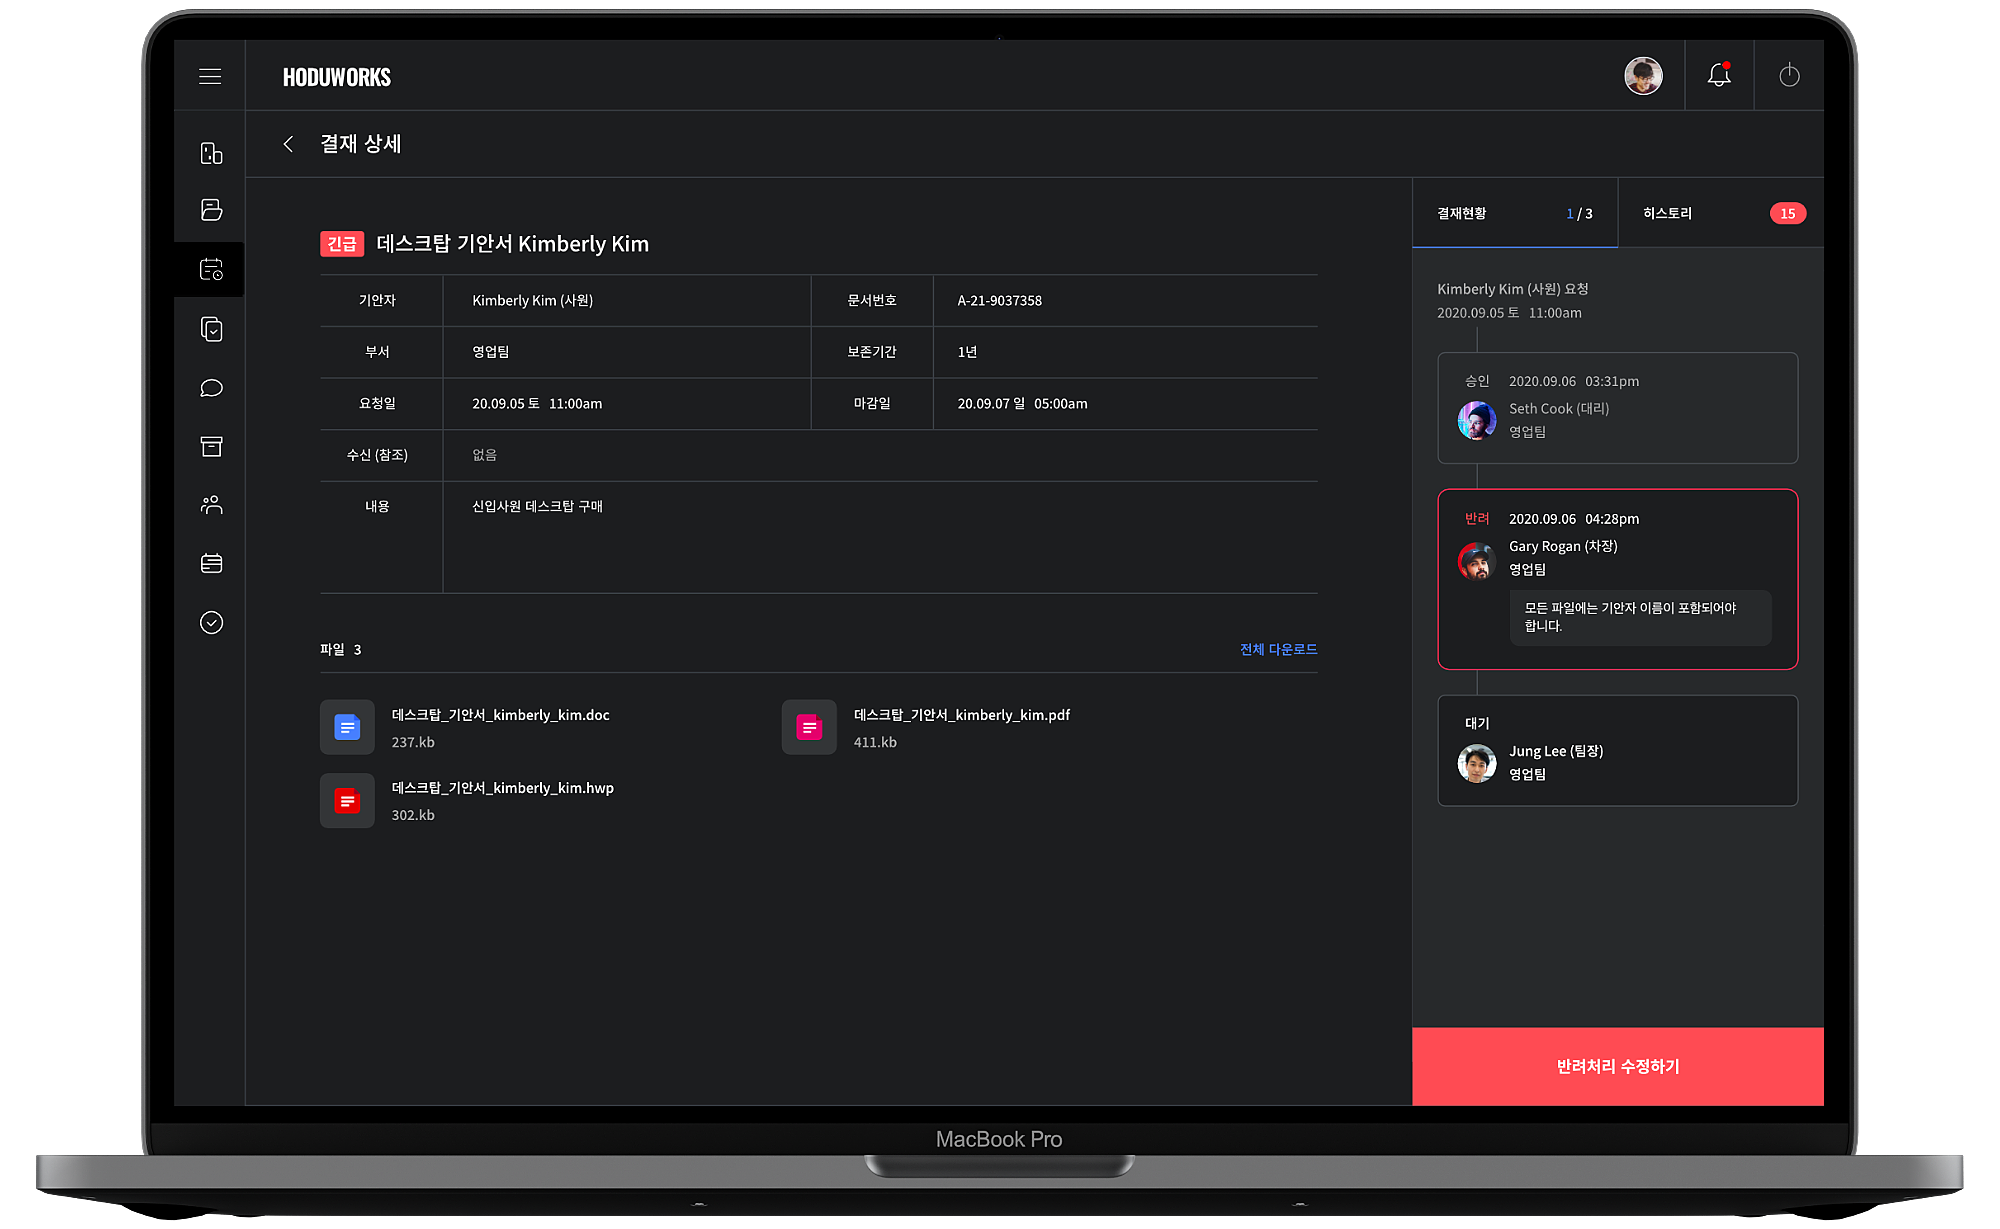 HODUWORKS
결재 상세
긴급 데스크탑 기안서 Kimberly Kim
기안자 Kimberly Kim (사원) 문서번호 A-21-9037358
부서 영업팀 보존기간 1년
요청일 20.09.05 토 11:00am 마감일 20.09.07 일 05:00am
수신 (참조) 없음
내용 신입사원 데스크탑 구매
파일 3 전체 다운로드
데스크탑_기안서_kimberly_kim.doc
237.kb
데스크탑_기안서_kimberly_kim.pdf
411.kb
데스크탑_기안서_kimberly_kim.hwp
302.kb
결재현황 1 / 3 히스토리 15
Kimberly Kim (사원) 요청
2020.09.05 토 11:00am
승인 2020.09.06 03:31pm
Seth Cook (대리)
영업팀
반려 2020.09.06 04:28pm
Gary Rogan (차장)
영업팀
모든 파일에는 기안자 이름이 포함되어야
합니다.
대기
Jung Lee (팀장)
영업팀
반려처리 수정하기
MacBook Pro